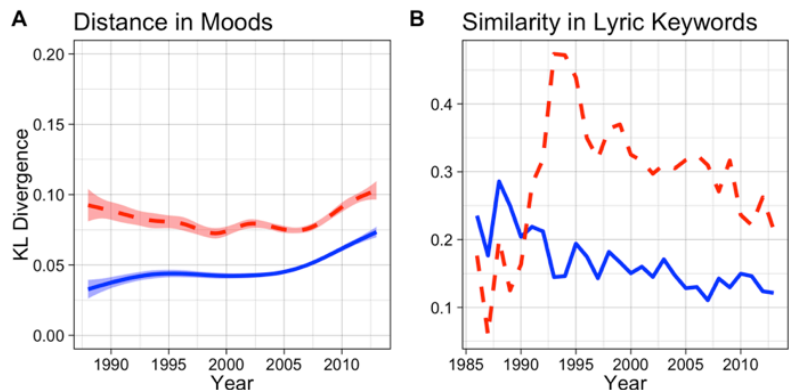 A Distance in Moods
KL Divergence
0.20
0.15
0.10
0.05
0.00
1990 1995 2000 2005 2010
Year
B Similarity in Lyric Keywords
0.4
0.3
0.2
0.1
1985 1990 1995 2000 2005 2010
Year